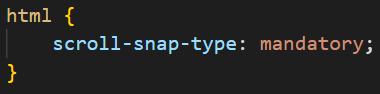 html {
    scroll-snap-type: mandatory;
}